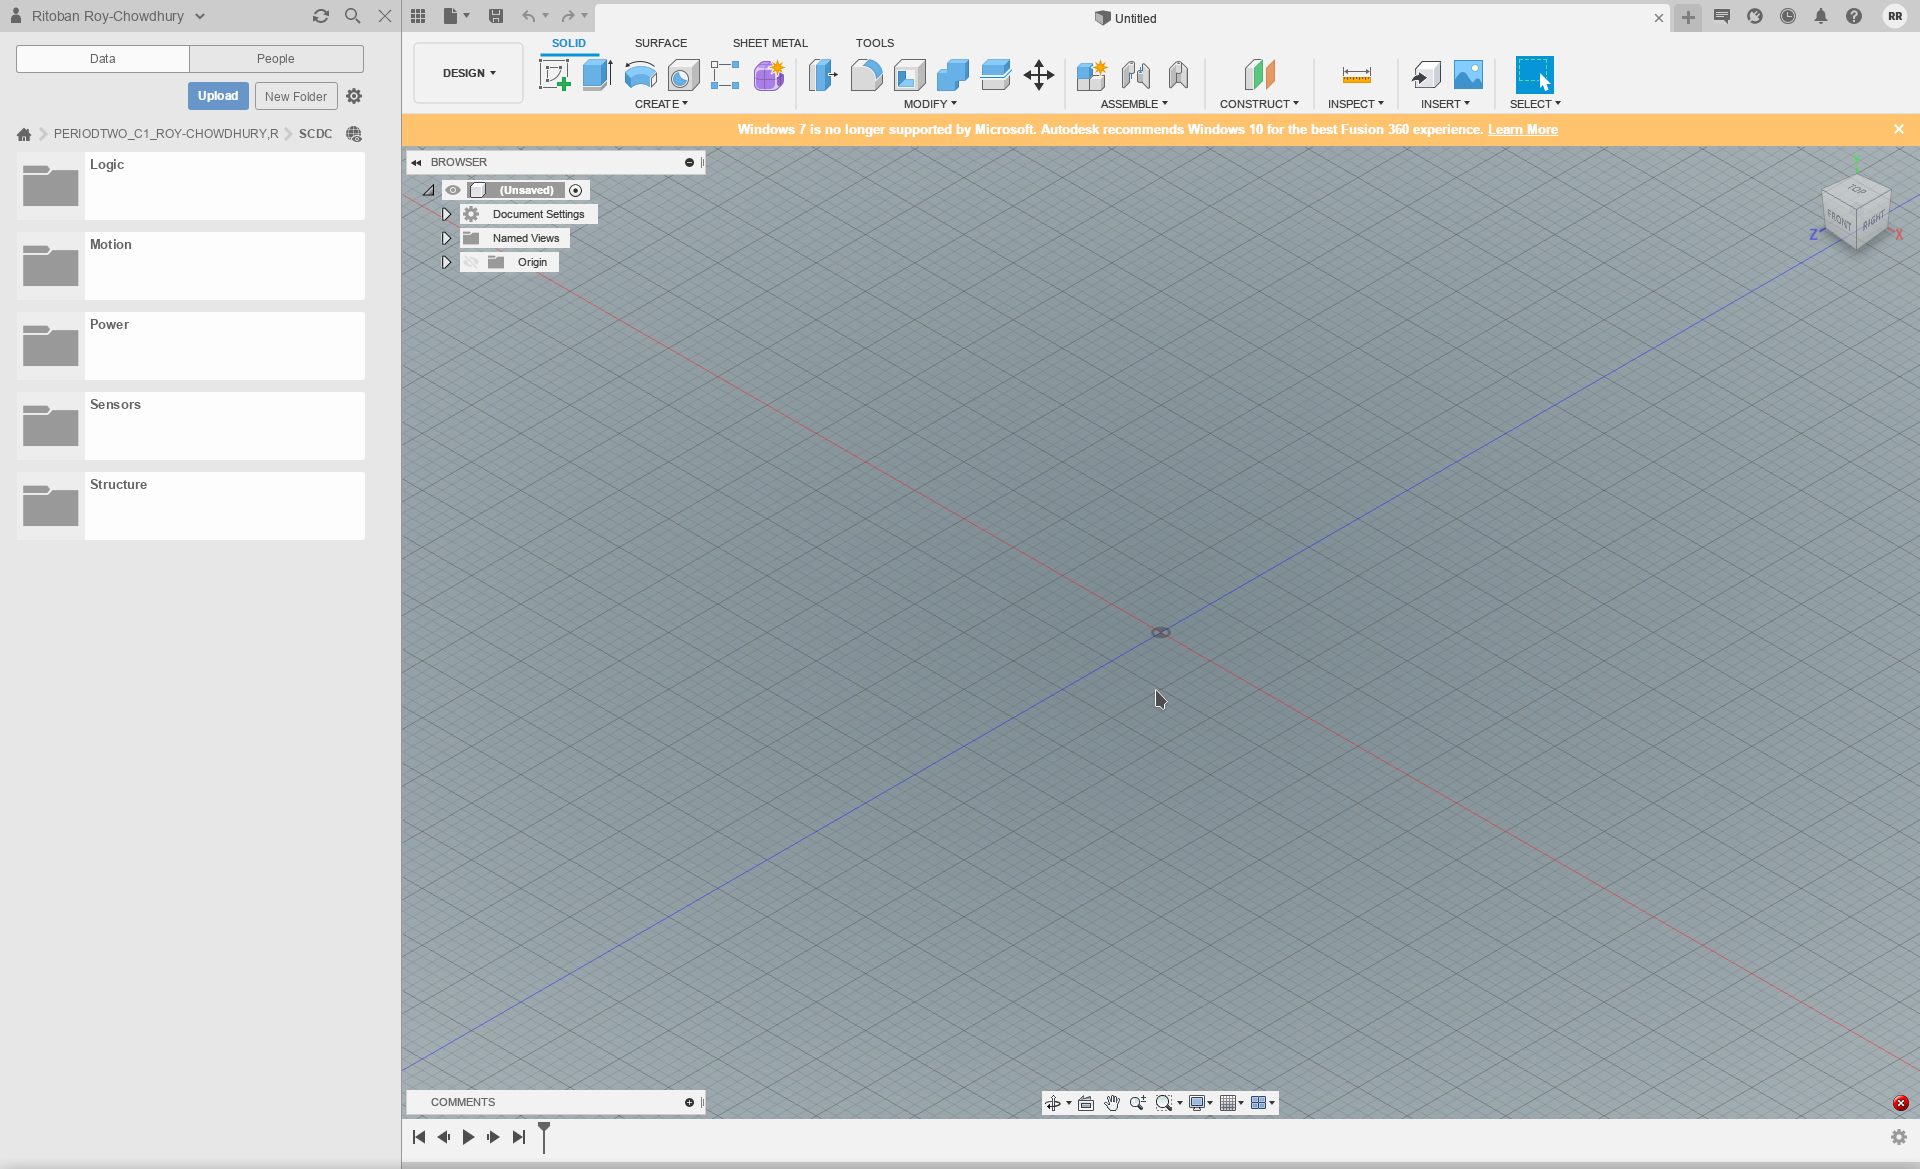 Ritoban Roy-Chowdhury
Untitled
RR
Data
People
Upload
New Folder
PERIODTWO_C1_ROY-CHOWDHURY,R
SCDC
Logic
Motion
Power
Sensors
Structure
DESIGN
SOLID
SURFACE
SHEET METAL
TOOLS
CREATE
MODIFY
ASSEMBLE
CONSTRUCT
INSPECT
INSERT
SELECT
Windows 7 is no longer supported by Microsoft. Autodesk recommends Windows 10 for the best Fusion 360 experience. Learn More
BROWSER
(Unsaved)
Document Settings
Named Views
Origin
Y
TOP
FRONT
RIGHT
Z
X
COMMENTS